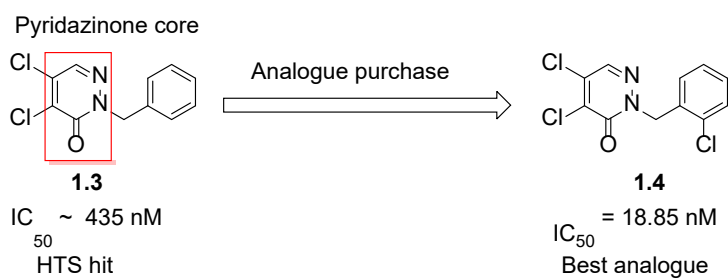 Pyridazinone core
Cl
Cl
N
N
O
Analogue purchase
Cl
Cl
N
N
O
Cl
1.3
IC50 ~ 435 nM
HTS hit
1.4
IC50 = 18.85 nM
Best analogue